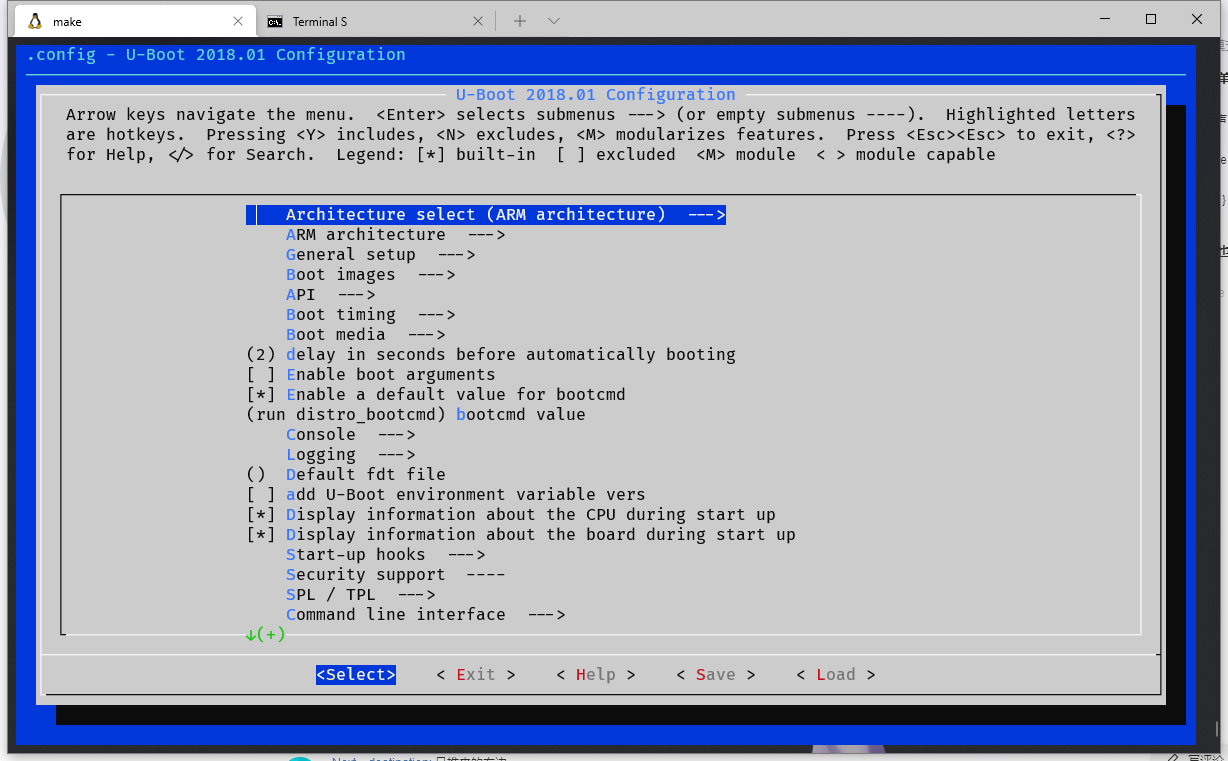 make
Terminal S
.config - U-Boot 2018.01 Configuration
U-Boot 2018.01 Configuration
Arrow keys navigate the menu.  <Enter> selects submenus ---> (or empty submenus ----).  Highlighted letters
are hotkeys.  Pressing <Y> includes, <N> excludes, <M> modularizes features.  Press <Esc><Esc> to exit, <?>
for Help, </> for Search.  Legend: [*] built-in  [ ] excluded  <M> module  < > module capable
Architecture select (ARM architecture)  --->
ARM architecture  --->
General setup  --->
Boot images  --->
API  --->
Boot timing  --->
Boot media  --->
(2) delay in seconds before automatically booting
[ ] Enable boot arguments
[*] Enable a default value for bootcmd
(run distro_bootcmd) bootcmd value
Console  --->
Logging  --->
() Default fdt file
[ ] add U-Boot environment variable vers
[*] Display information about the CPU during start up
[*] Display information about the board during start up
Start-up hooks  --->
Security support  ----
SPL / TPL  --->
Command line interface  --->
↓(+)
<Select>    < Exit >    < Help >    < Save >    < Load >